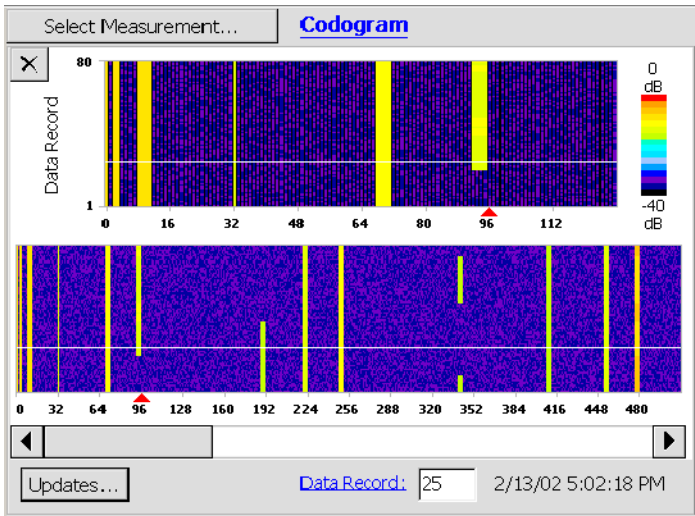 Select Measurement... Codogram
80
0
dB
Data Record
1
-40
dB
0 16 32 48 64 80 96 112
0 32 64 96 128 160 192 224 256 288 320 352 384 416 448 480
Updates... Data Record: 25 2/13/02 5:02:18 PM